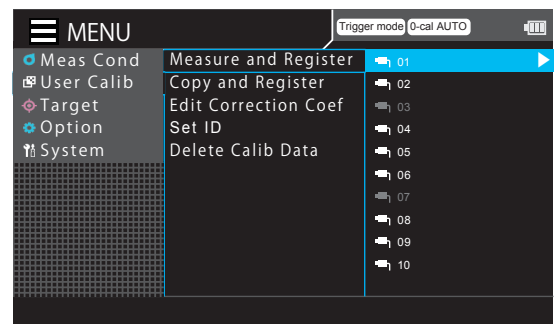 MENU
Trigger mode 0-cal AUTO
Meas Cond
User Calib
Target
Option
System
Measure and Register
Copy and Register
Edit Correction Coef
Set ID
Delete Calib Data
01
02
03
04
05
06
07
08
09
10